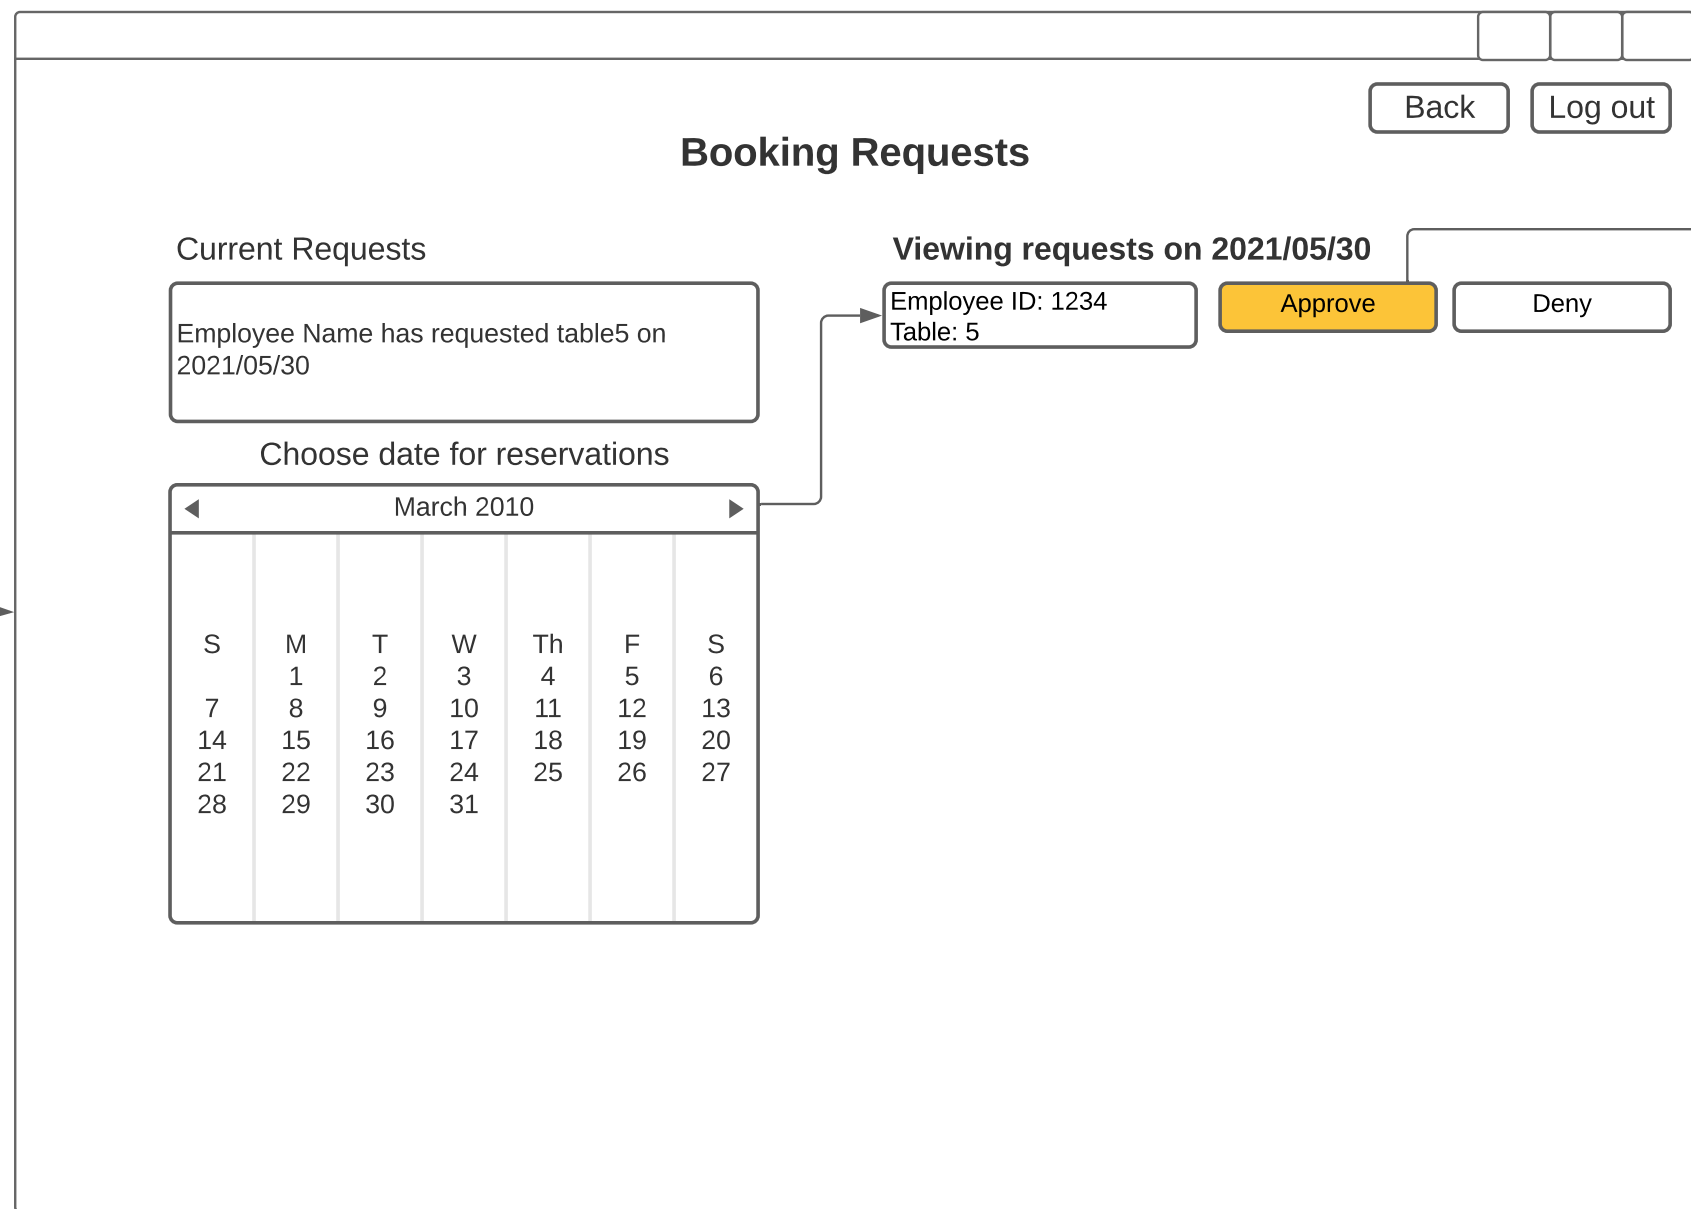 Back
Log out
Booking Requests
Current Requests
Employee Name has requested table5 on
2021/05/30
Viewing requests on 2021/05/30
Employee ID: 1234
Table: 5
Approve
Deny
Choose date for reservations
March 2010
S M T W Th F S
1 2 3 4 5 6
7 8 9 10 11 12 13
14 15 16 17 18 19 20
21 22 23 24 25 26 27
28 29 30 31